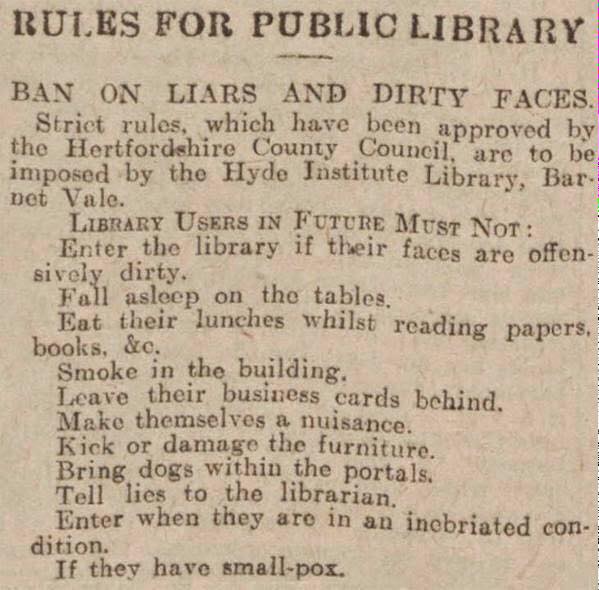 RULES FOR PUBLIC LIBRARY
BAN ON LIARS AND DIRTY FACES.
Strict rules, which have been approved by
the Hertfordshire County Council, are to be
imposed by the Hyde Institute Library, Bar-
net Vale.
LIBRARY USERS IN FUTURE MUST NOT:
Enter the library if their faces are offen-
sively dirty.
Fall asleep on the tables.
Eat their lunches whilst reading papers,
books, &c.
Smoke in the building.
Leave their business cards behind.
Make themselves a nuisance.
Kick or damage the furniture.
Bring dogs within the portals.
Tell lies to the librarian.
Enter when they are in an inebriated con-
dition.
If they have small-pox.